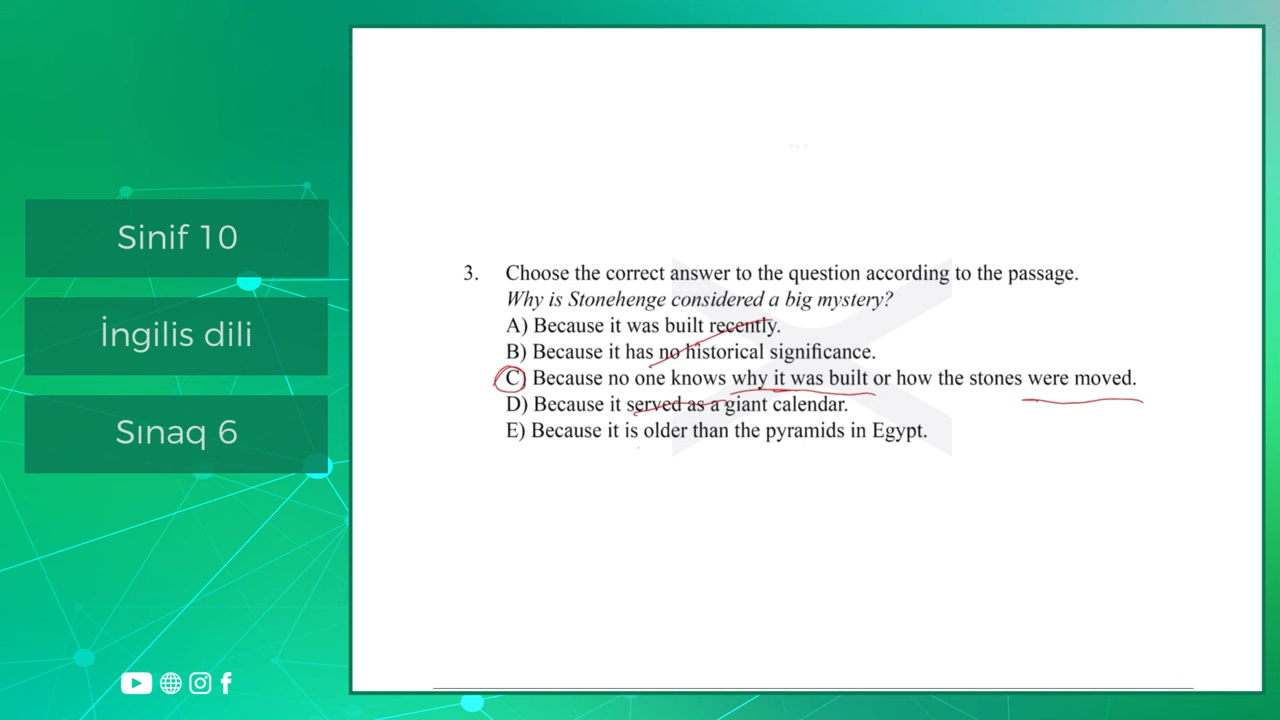 Sinif 10
İngilis dili
Sınaq 6
3. Choose the correct answer to the question according to the passage.
Why is Stonehenge considered a big mystery?
A) Because it was built recently.
B) Because it has no historical significance.
C) Because no one knows why it was built or how the stones were moved.
D) Because it served as a giant calendar.
E) Because it is older than the pyramids in Egypt.